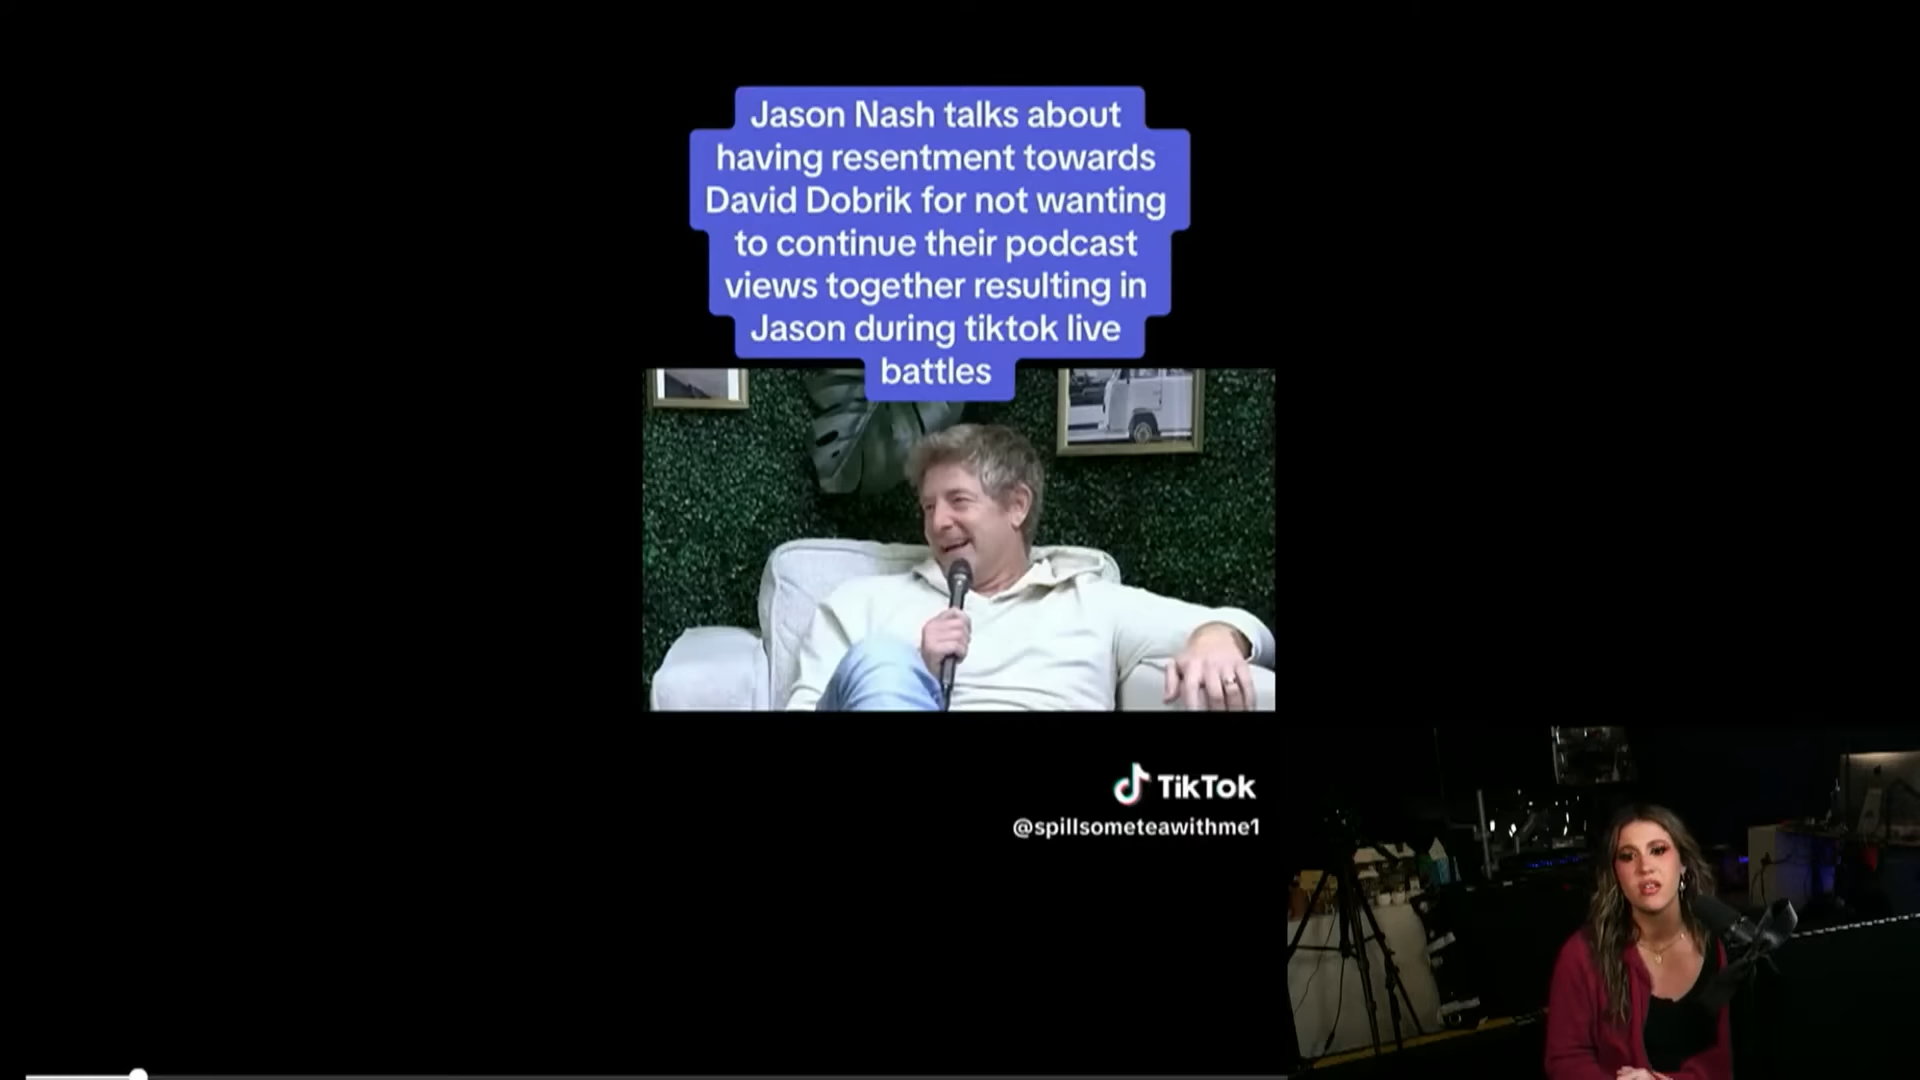 Jason Nash talks about
having resentment towards
David Dobrik for not wanting
to continue their podcast
views together resulting in
Jason during tiktok live
battles
TikTok
@spillsometeawithme1